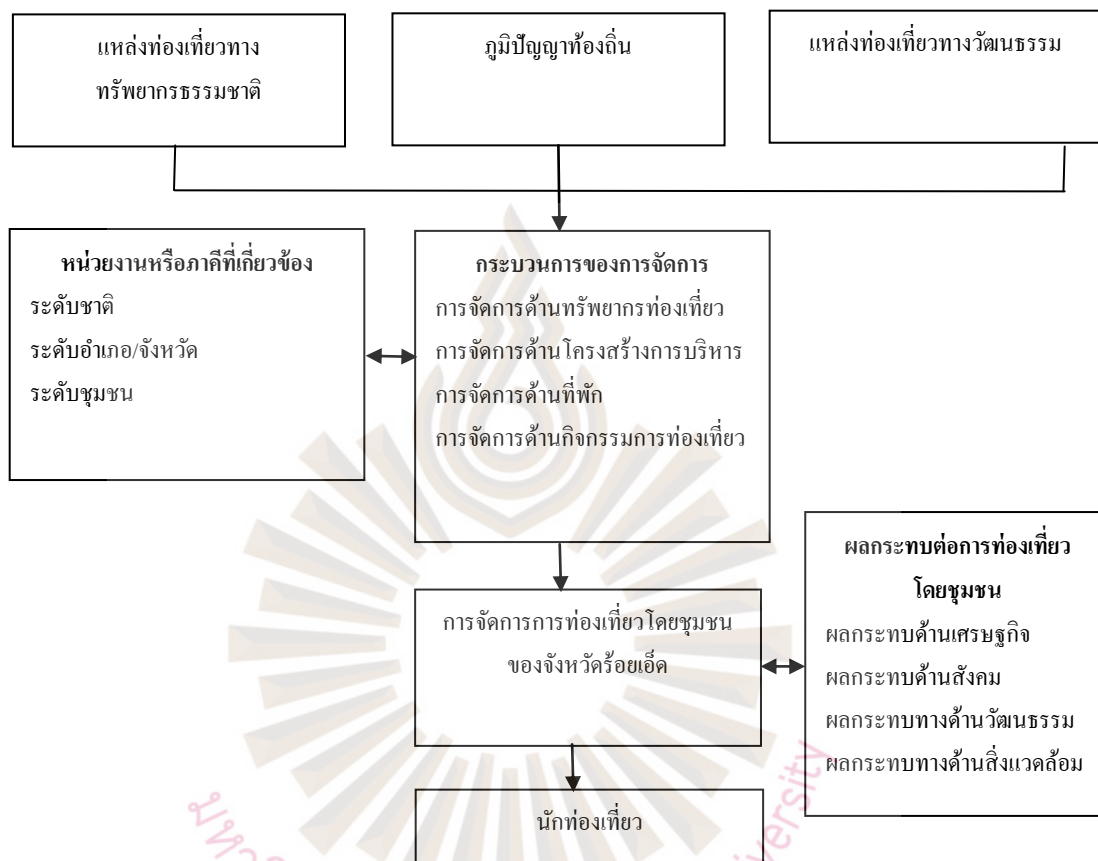 แหล่งท่องเที่ยวทาง
ทรัพยากรธรรมชาติ
ภูมิปัญญาท้องถิ่น
แหล่งท่องเที่ยวทางวัฒนธรรม
หน่วยงานหรือภาคีที่เกี่ยวข้อง
ระดับชาติ
ระดับอำเภอ/จังหวัด
ระดับชุมชน
กระบวนการของการจัดการ
การจัดการด้านทรัพยากรท่องเที่ยว
การจัดการด้านโครงสร้างการบริหาร
การจัดการด้านที่พัก
การจัดการด้านกิจกรรมการท่องเที่ยว
การจัดการการท่องเที่ยวโดยชุมชน
ของจังหวัดร้อยเอ็ด
ผลกระทบต่อการท่องเที่ยว
โดยชุมชน
ผลกระทบด้านเศรษฐกิจ
ผลกระทบด้านสังคม
ผลกระทบทางด้านวัฒนธรรม
ผลกระทบทางด้านสิ่งแวดล้อม
นักท่องเที่ยว